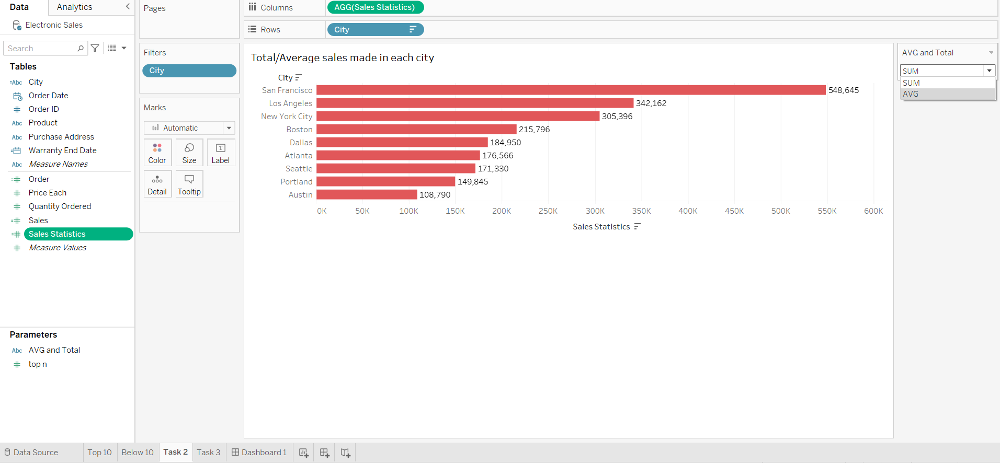 Data
Analytics
Electronic Sales
Search
Tables
Abc City
Order Date
Order ID
Abc Product
Abc Purchase Address
Warranty End Date
Abc Measure Names
Order
Price Each
Quantity Ordered
Sales
Sales Statistics
Measure Values
Parameters
Abc AVG and Total
top n
Pages
Filters
City
Marks
Automatic
Color Size Label
Detail Tooltip
Columns AGG(Sales Statistics)
Rows City
Total/Average sales made in each city
City
San Francisco 548,645
Los Angeles 342,162
New York City 305,396
Boston 215,796
Dallas 184,950
Atlanta 176,566
Seattle 171,330
Portland 149,845
Austin 108,790
0K 50K 100K 150K 200K 250K 300K 350K 400K 450K 500K 550K 600K
Sales Statistics
AVG and Total
SUM
SUM
AVG
Data Source Top 10 Below 10 Task 2 Task 3 Dashboard 1